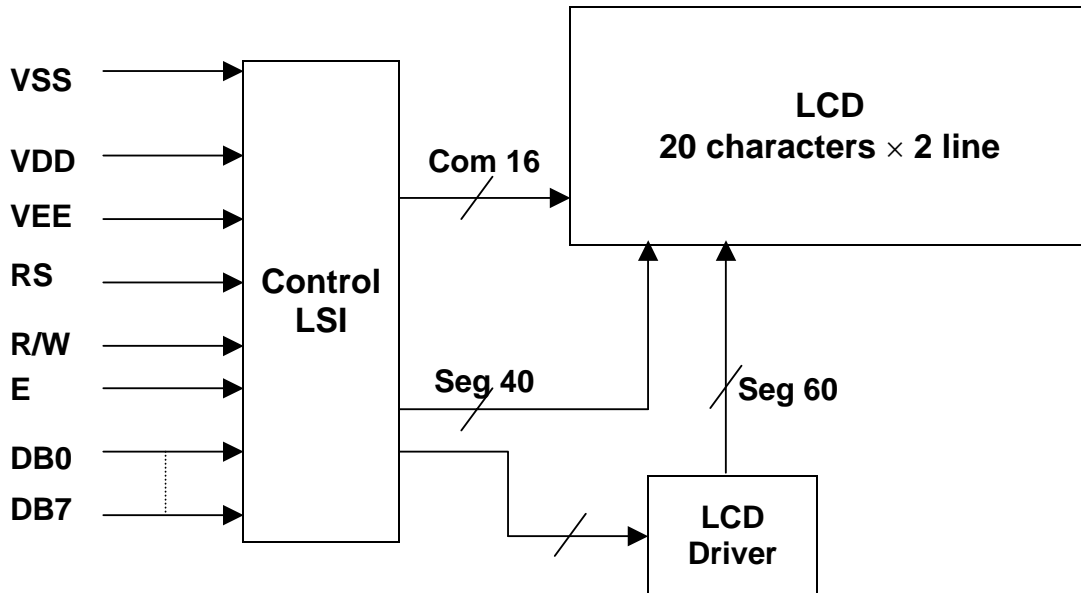 VSS
VDD
VEE
RS
R/W
E
DB0
DB7
Control
LSI
Com 16
Seg 40
LCD
20 characters × 2 line
Seg 60
LCD
Driver